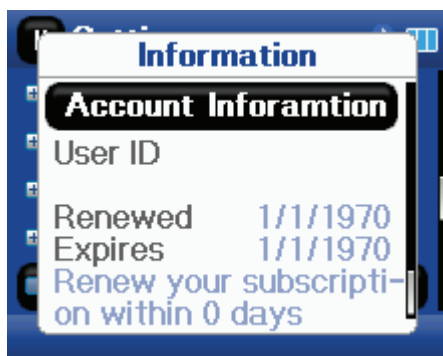 Information
Account Inforamtion
User ID
Renewed 1/1/1970
Expires 1/1/1970
Renew your subscripti-
on within 0 days